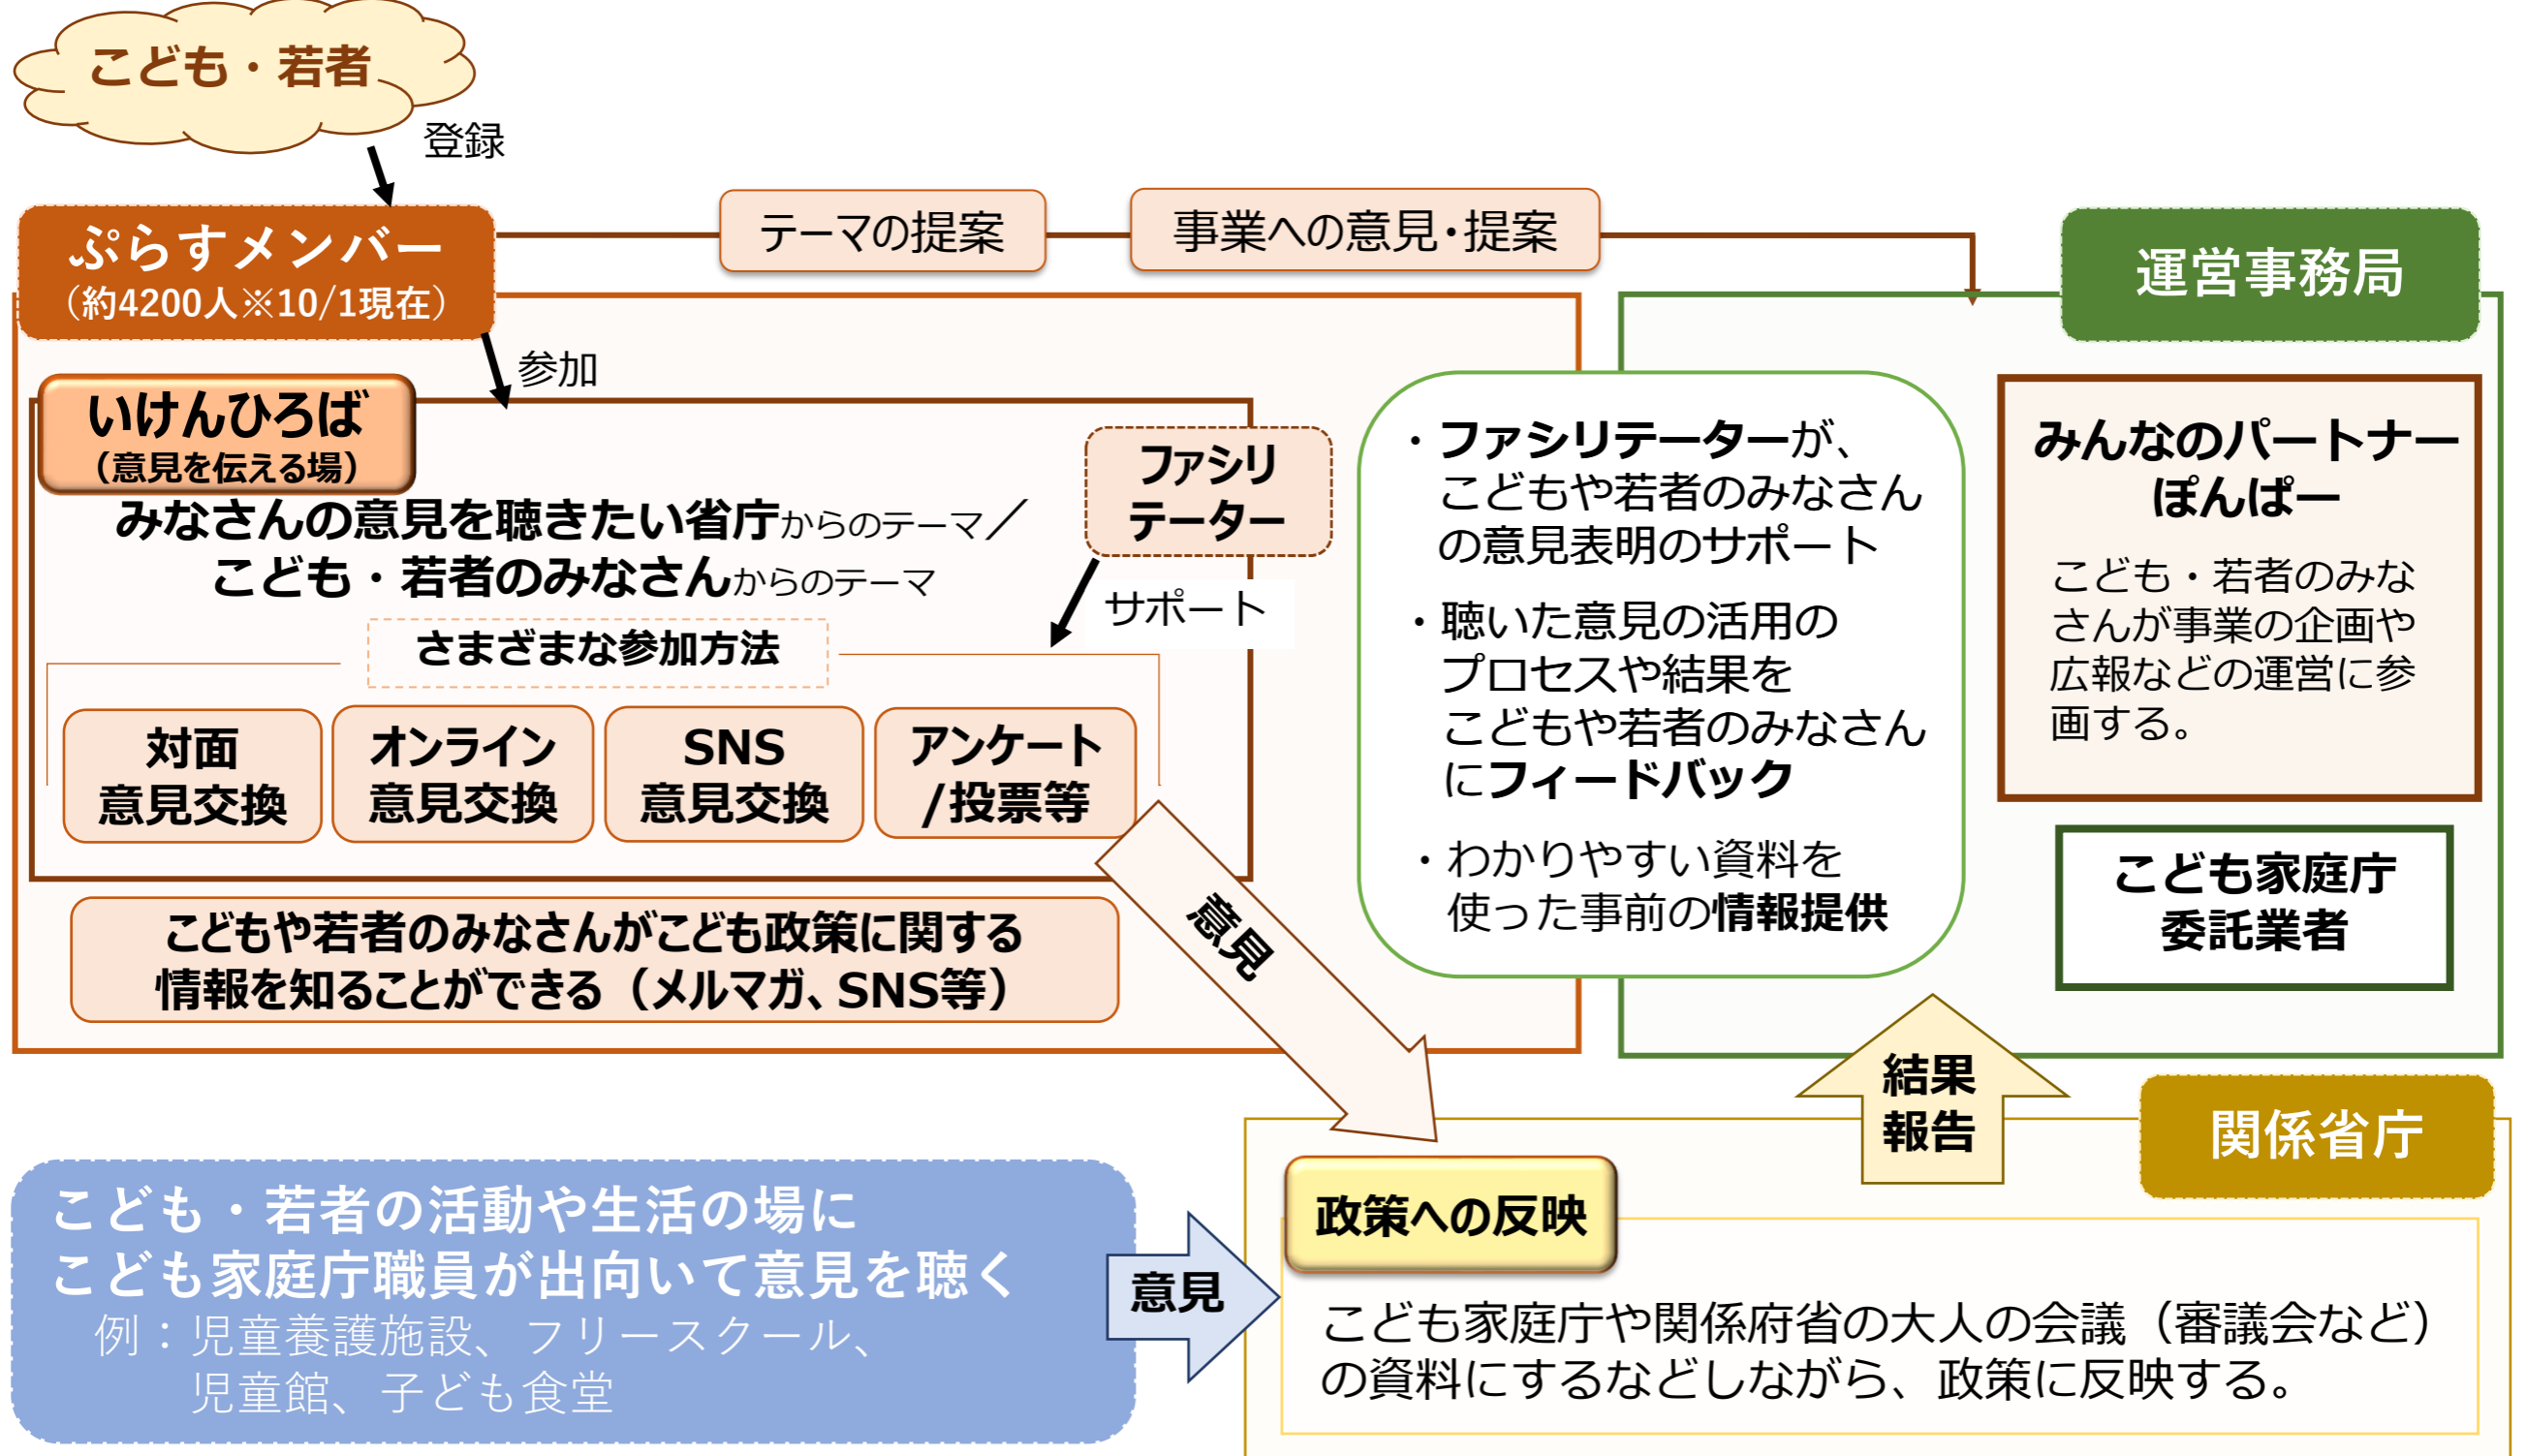 こども・若者
登録
ぷらすメンバー
（約4200人※10/1現在）
テーマの提案
事業への意見・提案
運営事務局
参加
いけんひろば
（意見を伝える場）
みなさんの意見を聴きたい省庁からのテーマ／
こども・若者のみなさんからのテーマ
ファシリ
テーター
サポート
さまざまな参加方法
対面
意見交換
オンライン
意見交換
SNS
意見交換
アンケート
/投票等
こどもや若者のみなさんがこども政策に関する
情報を知ることができる（メルマガ、SNS等）
意見
・ファシリテーターが、
こどもや若者のみなさん
の意見表明のサポート
・聴いた意見の活用の
プロセスや結果を
こどもや若者のみなさん
にフィードバック
・わかりやすい資料を
使った事前の情報提供
みんなのパートナー
ぽんぱー
こども・若者のみな
さんが事業の企画や
広報などの運営に参
画する。
こども家庭庁
委託業者
結果
報告
関係省庁
政策への反映
こども家庭庁や関係府省の大人の会議（審議会など）
の資料にするなどしながら、政策に反映する。
こども・若者の活動や生活の場に
こども家庭庁職員が出向いて意見を聴く
例：児童養護施設、フリースクール、
児童館、子ども食堂
意見